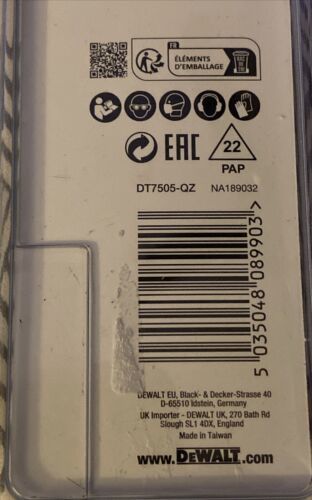 FR
ÉLÉMENTS
D'EMBALLAGE
EAC
22
PAP
DT7505-QZ NA189032
5 035048 089903 >
DEWALT EU, Black- & Decker-Strasse 40
D-65510 Idstein, Germany
UK Importer - DEWALT UK, 270 Bath Rd
Slough SL1 4DX, England
Made in Taiwan
www.DEWALT.com